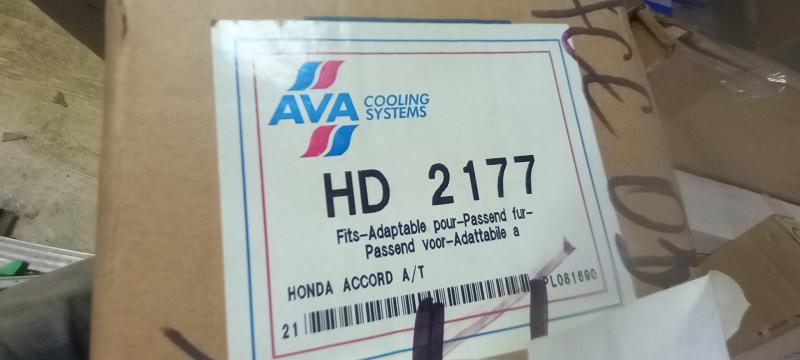 AVA COOLING SYSTEMS
HD 2177
Fits-Adaptable pour-Passend fur-
Passend voor-Adattabile a
HONDA ACCORD A/T
21 PL081690